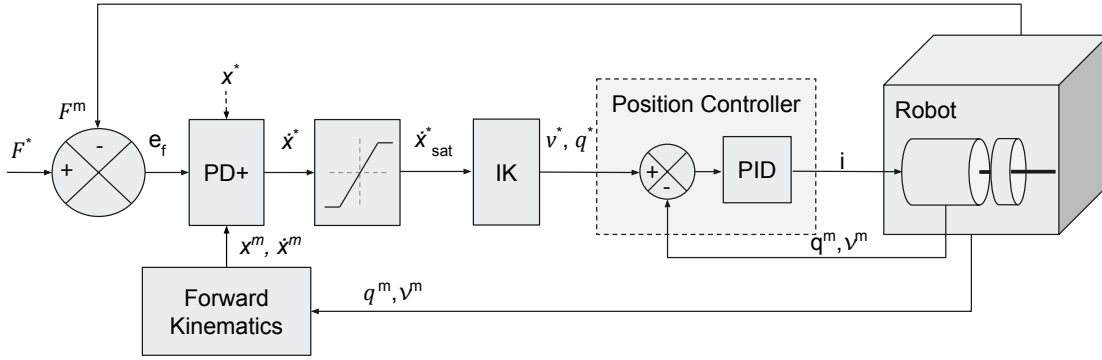 F*
F^m
+
-
e_f
x*
PD+
ẋ*
ẋ*_sat
IK
ν*, q*
Position Controller
+
-
PID
i
Robot
q^m, ν^m
x^m, ẋ^m
Forward
Kinematics
q^m, ν^m